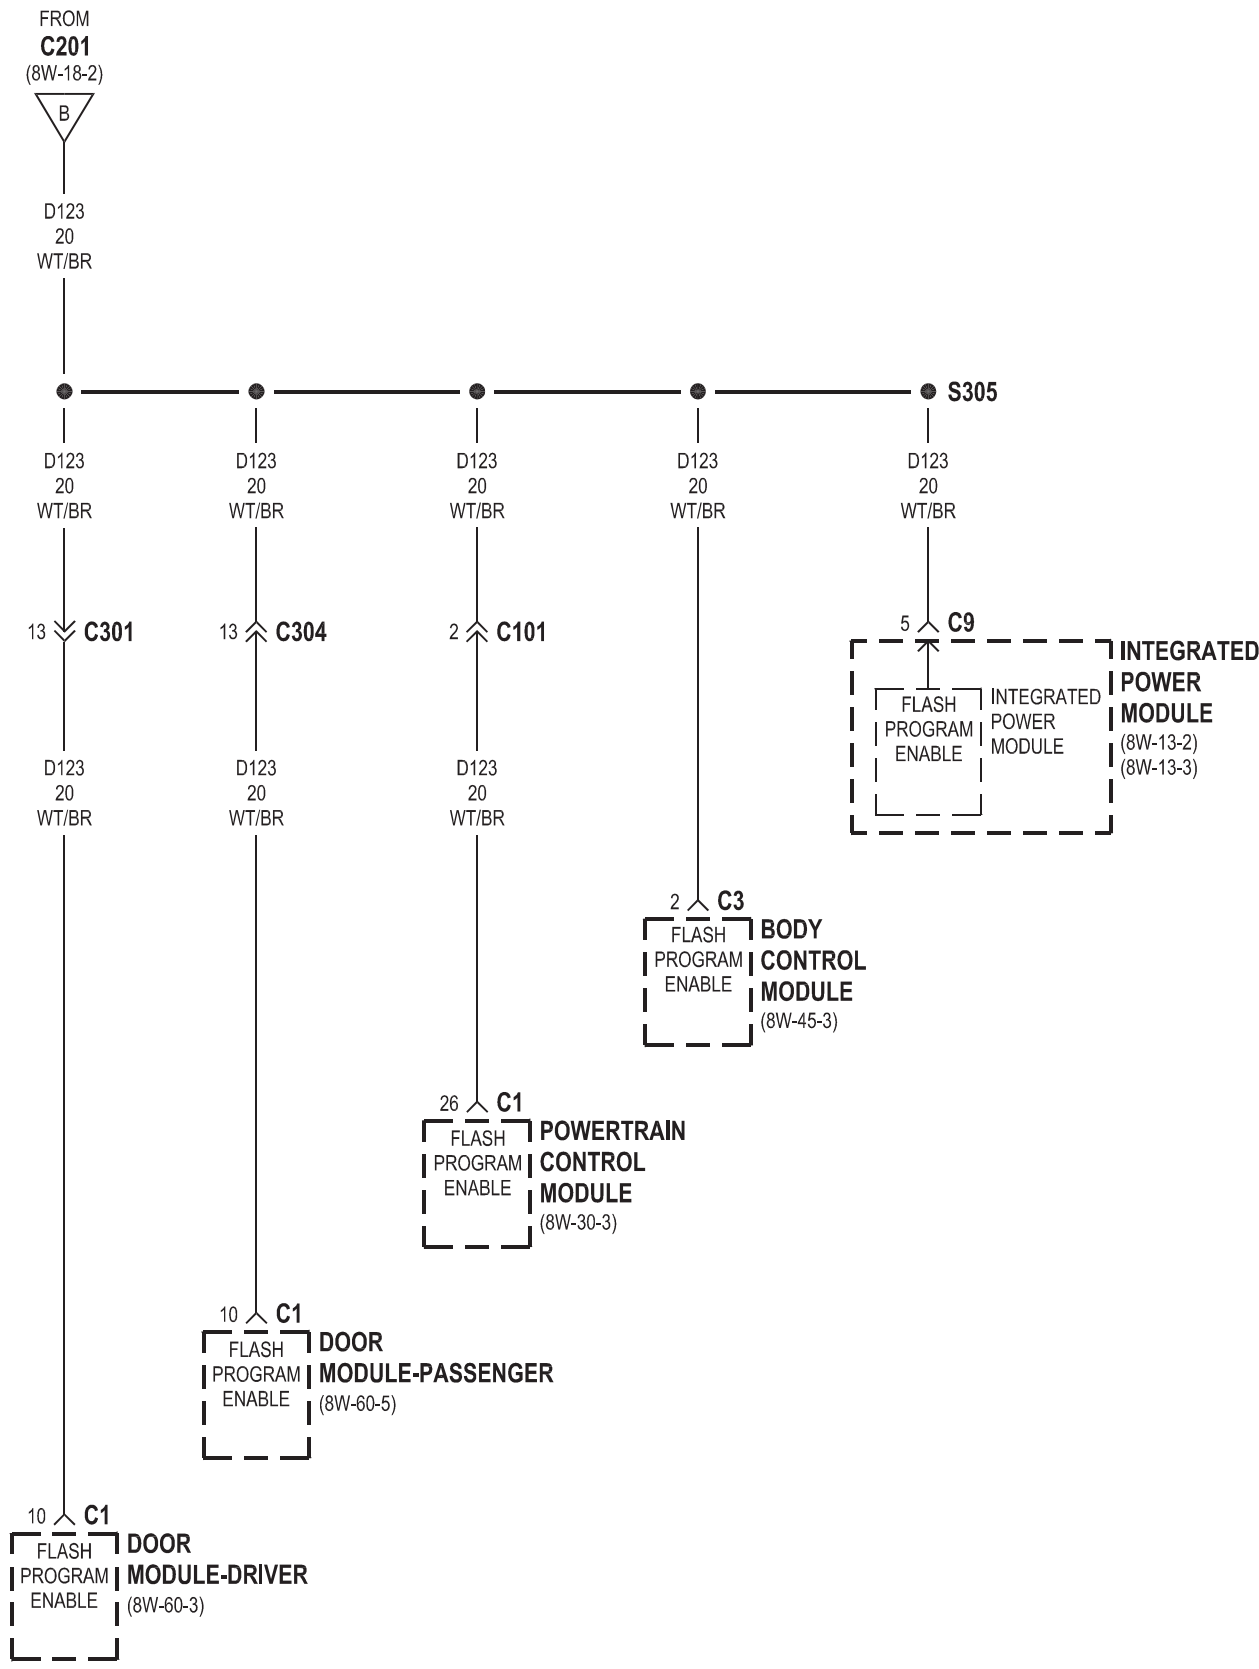 FROM
C201
(8W-18-2)
B
D123
20
WT/BR
S305
D123
20
WT/BR
D123
20
WT/BR
D123
20
WT/BR
D123
20
WT/BR
D123
20
WT/BR
13 C301
13 C304
2 C101
5 C9
INTEGRATED
POWER
MODULE
(8W-13-2)
(8W-13-3)
FLASH
PROGRAM
ENABLE
INTEGRATED
POWER
MODULE
D123
20
WT/BR
D123
20
WT/BR
D123
20
WT/BR
2 C3
FLASH
PROGRAM
ENABLE
BODY
CONTROL
MODULE
(8W-45-3)
26 C1
FLASH
PROGRAM
ENABLE
POWERTRAIN
CONTROL
MODULE
(8W-30-3)
10 C1
FLASH
PROGRAM
ENABLE
DOOR
MODULE-PASSENGER
(8W-60-5)
10 C1
FLASH
PROGRAM
ENABLE
DOOR
MODULE-DRIVER
(8W-60-3)